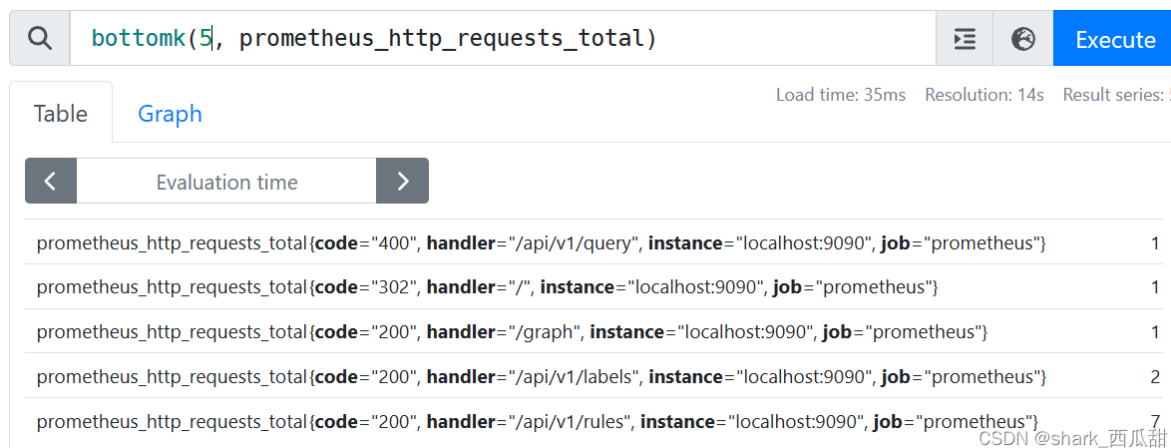 bottomk(5, prometheus_http_requests_total)
Execute
Load time: 35ms Resolution: 14s Result series:
Table Graph
Evaluation time
prometheus_http_requests_total{code="400", handler="/api/v1/query", instance="localhost:9090", job="prometheus"} 1
prometheus_http_requests_total{code="302", handler="/", instance="localhost:9090", job="prometheus"} 1
prometheus_http_requests_total{code="200", handler="/graph", instance="localhost:9090", job="prometheus"} 1
prometheus_http_requests_total{code="200", handler="/api/v1/labels", instance="localhost:9090", job="prometheus"} 2
prometheus_http_requests_total{code="200", handler="/api/v1/rules", instance="localhost:9090", job="prometheus"} 7
CSDN @shark_西瓜甜